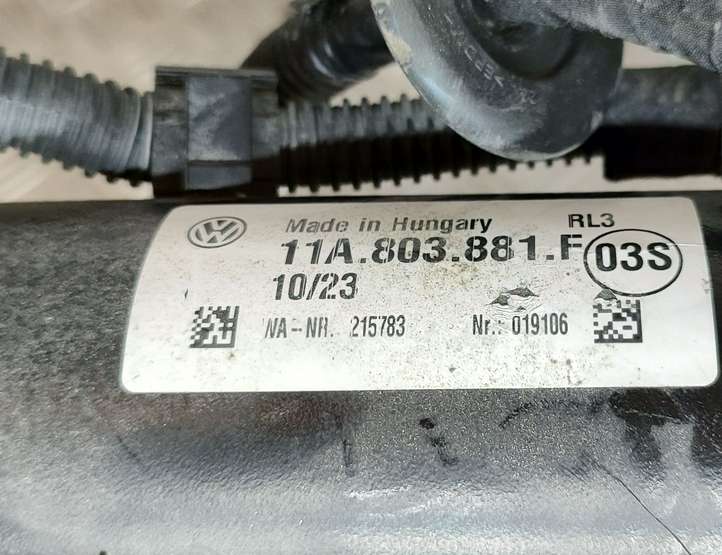 Made in Hungary RL3
11A.803.881.F 03S
10/23
WA-NR. 215783 Nr.: 019106